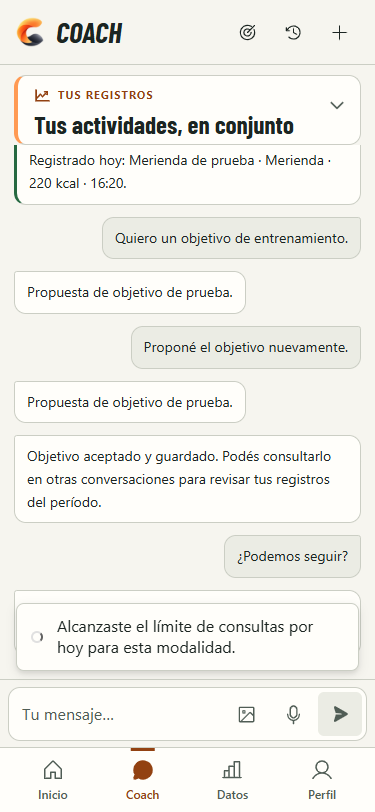 COACH
TUS REGISTROS
Tus actividades, en conjunto
Registrado hoy: Merienda de prueba · Merienda ·
220 kcal · 16:20.
Quiero un objetivo de entrenamiento.
Propuesta de objetivo de prueba.
Proponé el objetivo nuevamente.
Propuesta de objetivo de prueba.
Objetivo aceptado y guardado. Podés consultarlo
en otras conversaciones para revisar tus registros
del período.
¿Podemos seguir?
Alcanzaste el límite de consultas por
hoy para esta modalidad.
Tu mensaje...
Inicio
Coach
Datos
Perfil